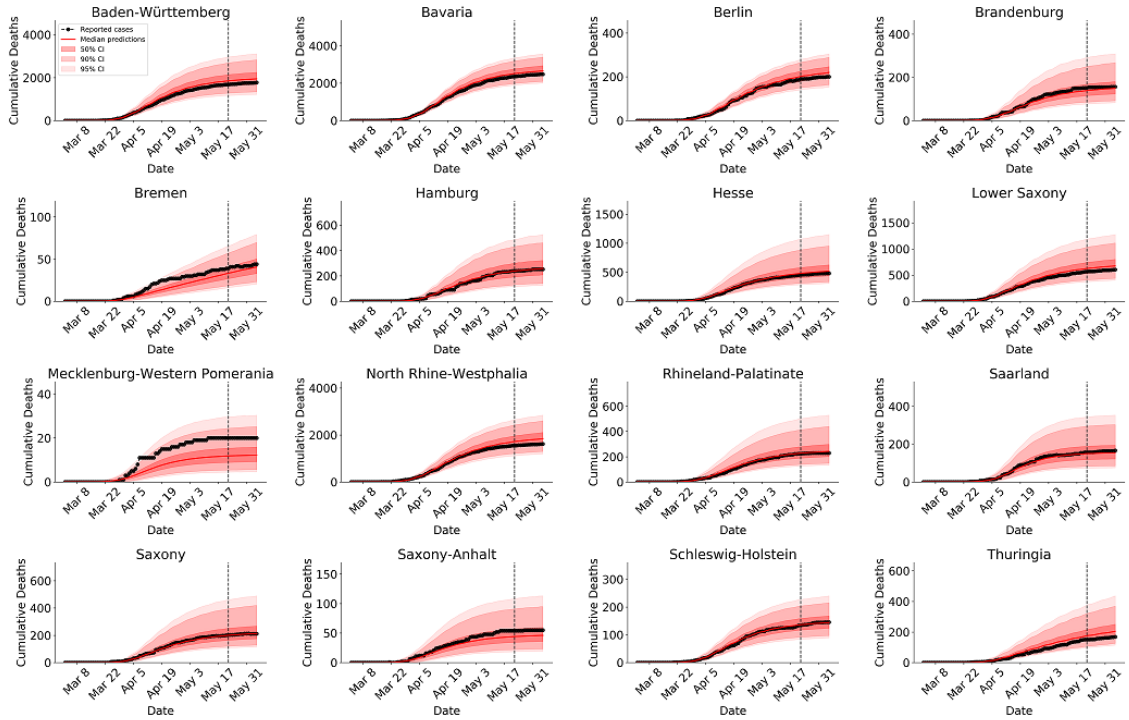 Baden-Württemberg
Cumulative Deaths
4000
2000
0
Reported cases
Median predictions
50% CI
90% CI
95% CI
Mar 8
Mar 22
Apr 5
Apr 19
May 3
May 17
May 31
Date
Bavaria
Cumulative Deaths
4000
2000
0
Mar 8
Mar 22
Apr 5
Apr 19
May 3
May 17
May 31
Date
Berlin
Cumulative Deaths
400
200
0
Mar 8
Mar 22
Apr 5
Apr 19
May 3
May 17
May 31
Date
Brandenburg
Cumulative Deaths
400
200
0
Mar 8
Mar 22
Apr 5
Apr 19
May 3
May 17
May 31
Date
Bremen
Cumulative Deaths
100
50
0
Mar 8
Mar 22
Apr 5
Apr 19
May 3
May 17
May 31
Date
Hamburg
Cumulative Deaths
600
400
200
0
Mar 8
Mar 22
Apr 5
Apr 19
May 3
May 17
May 31
Date
Hesse
Cumulative Deaths
1500
1000
500
0
Mar 8
Mar 22
Apr 5
Apr 19
May 3
May 17
May 31
Date
Lower Saxony
Cumulative Deaths
1500
1000
500
0
Mar 8
Mar 22
Apr 5
Apr 19
May 3
May 17
May 31
Date
Mecklenburg-Western Pomerania
Cumulative Deaths
40
20
0
Mar 8
Mar 22
Apr 5
Apr 19
May 3
May 17
May 31
Date
North Rhine-Westphalia
Cumulative Deaths
4000
2000
0
Mar 8
Mar 22
Apr 5
Apr 19
May 3
May 17
May 31
Date
Rhineland-Palatinate
Cumulative Deaths
600
400
200
0
Mar 8
Mar 22
Apr 5
Apr 19
May 3
May 17
May 31
Date
Saarland
Cumulative Deaths
400
200
0
Mar 8
Mar 22
Apr 5
Apr 19
May 3
May 17
May 31
Date
Saxony
Cumulative Deaths
600
400
200
0
Mar 8
Mar 22
Apr 5
Apr 19
May 3
May 17
May 31
Date
Saxony-Anhalt
Cumulative Deaths
150
100
50
0
Mar 8
Mar 22
Apr 5
Apr 19
May 3
May 17
May 31
Date
Schleswig-Holstein
Cumulative Deaths
300
200
100
0
Mar 8
Mar 22
Apr 5
Apr 19
May 3
May 17
May 31
Date
Thuringia
Cumulative Deaths
600
400
200
0
Mar 8
Mar 22
Apr 5
Apr 19
May 3
May 17
May 31
Date